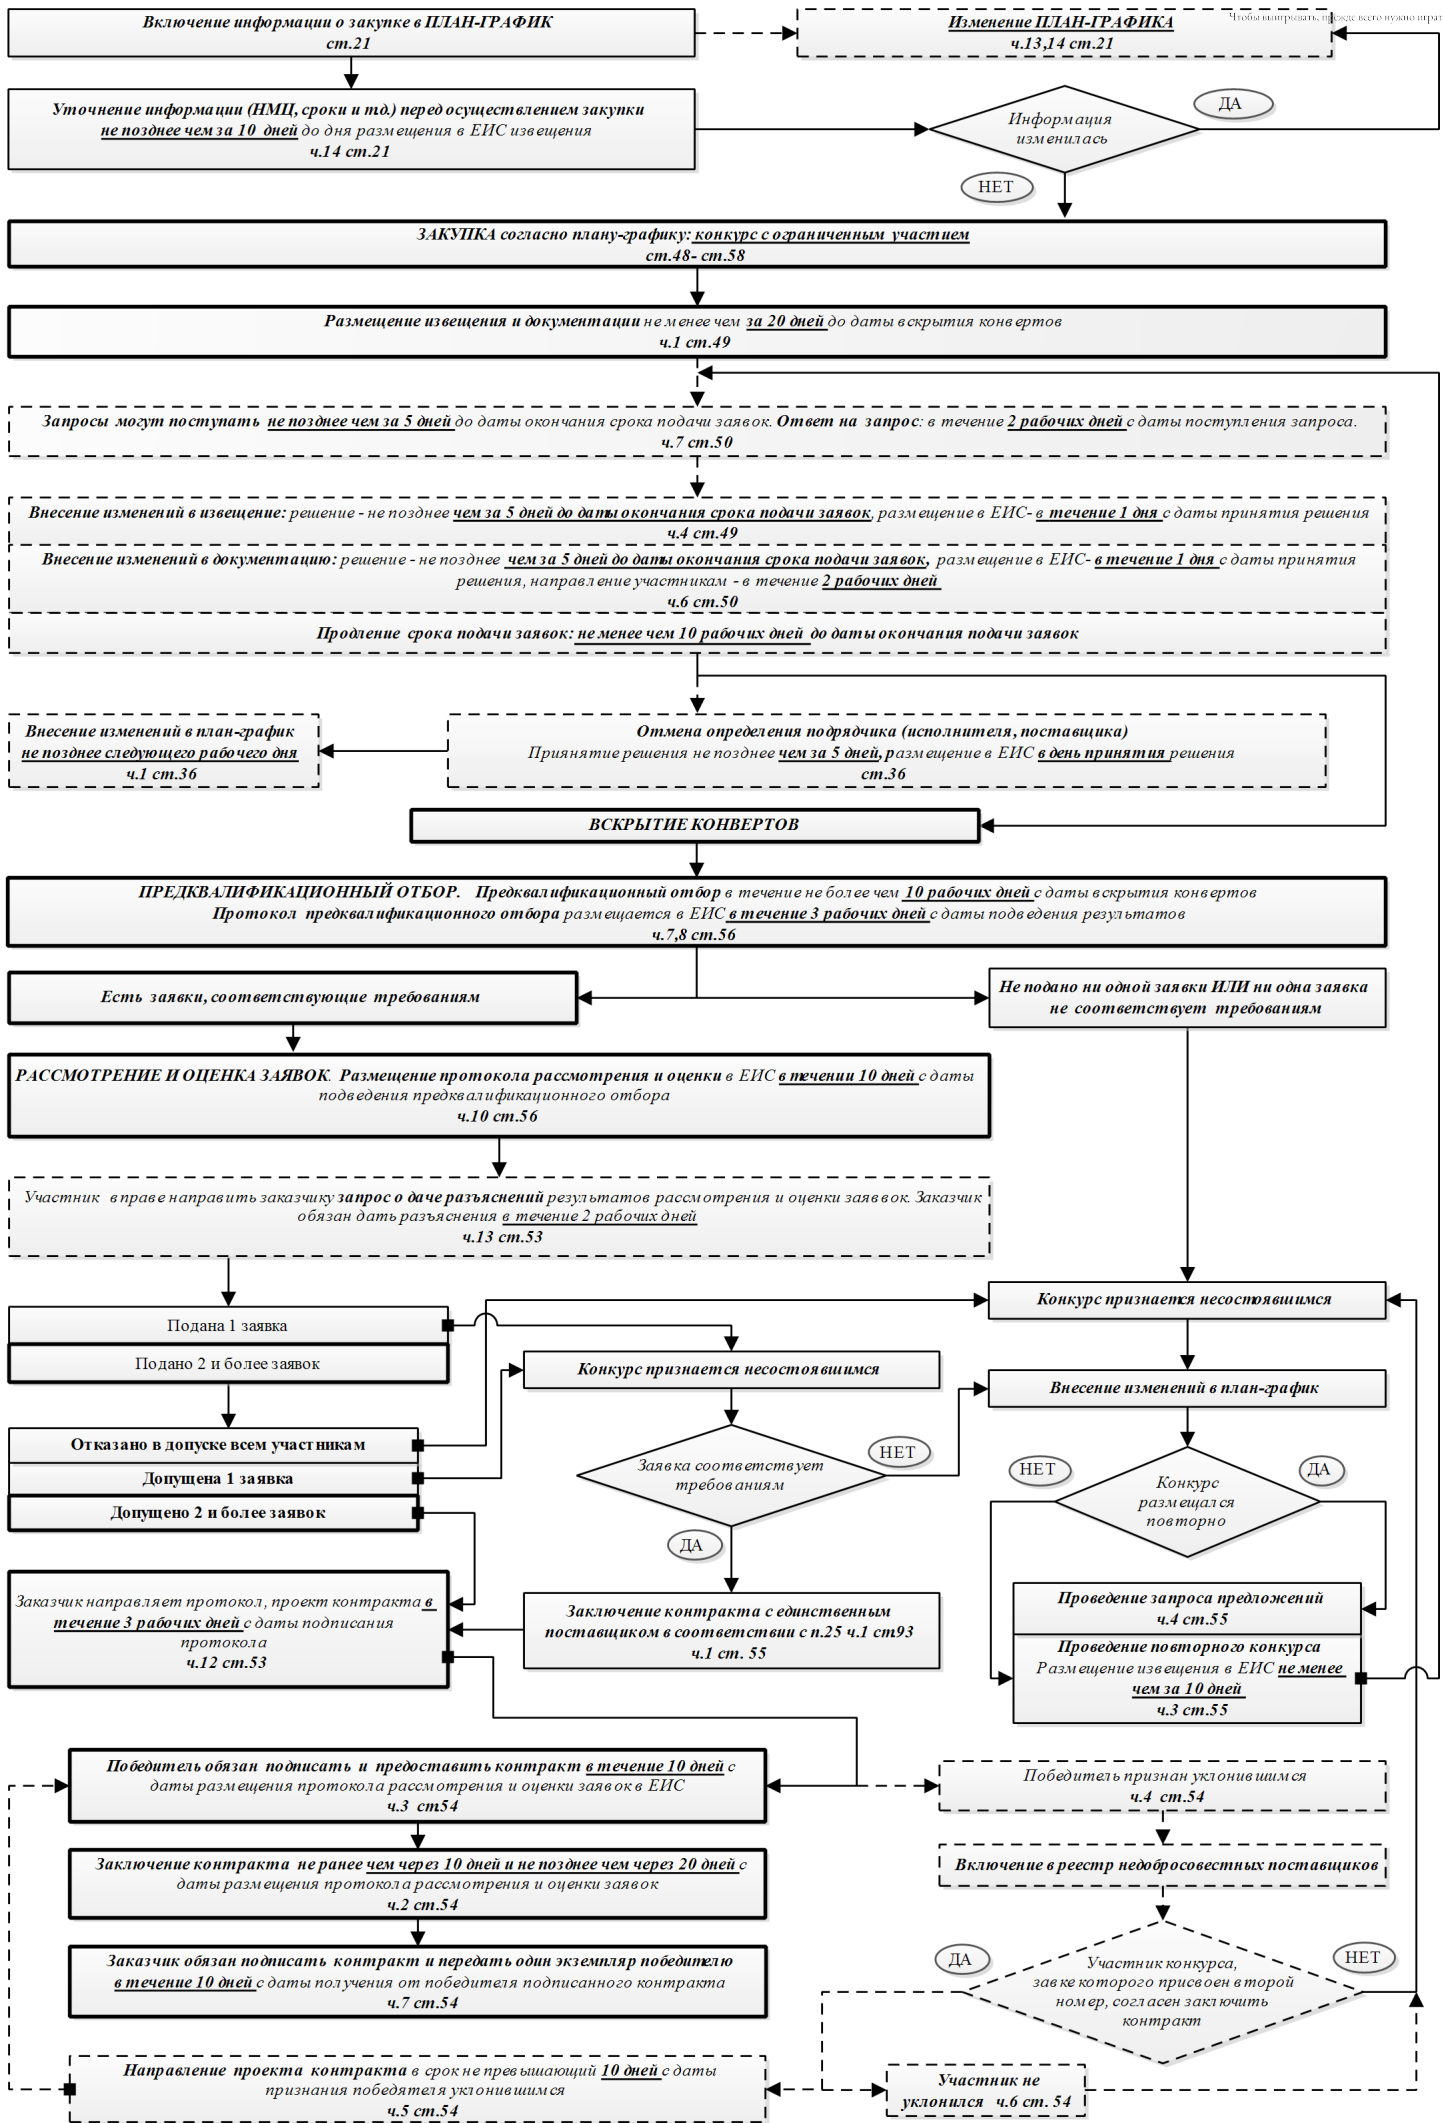 Включение информации о закупке в ПЛАН-ГРАФИК
ст.21
Изменение ПЛАН-ГРАФИКА
ч.13,14 ст.21
Чтобы выигрывать, прежде всего нужно играт
Уточнение информации (НМЦ, сроки и т.д.) перед осуществлением закупки
не позднее чем за 10 дней до дня размещения в ЕИС извещения
ч.14 ст.21
Информация
изменилась
ДА
НЕТ
ЗАКУПКА согласно плану-графику: конкурс с ограниченным участием
ст.48- ст.58
Размещение извещения и документации не менее чем за 20 дней до даты вскрытия конвертов
ч.1 ст.49
Запросы могут поступать не позднее чем за 5 дней до даты окончания срока подачи заявок. Ответ на запрос: в течение 2 рабочих дней с даты поступления запроса.
ч.7 ст.50
Внесение изменений в извещение: решение - не позднее чем за 5 дней до даты окончания срока подачи заявок, размещение в ЕИС- в течение 1 дня с даты принятия решения
ч.4 ст.49
Внесение изменений в документацию: решение - не позднее чем за 5 дней до даты окончания срока подачи заявок, размещение в ЕИС- в течение 1 дня с даты принятия
решения, направление участникам - в течение 2 рабочих дней
ч.6 ст.50
Продление срока подачи заявок: не менее чем 10 рабочих дней до даты окончания подачи заявок
Внесение изменений в план-график
не позднее следующего рабочего дня
ч.1 ст.36
Отмена определения подрядчика (исполнителя, поставщика)
Приянятие решения не позднее чем за 5 дней, размещение в ЕИС в день принятия решения
ст.36
ВСКРЫТИЕ КОНВЕРТОВ
ПРЕДКВАЛИФИКАЦИОННЫЙ ОТБОР. Предквалификационный отбор в течение не более чем 10 рабочих дней с даты вскрытия конвертов
Протокол предквалификационного отбора размещается в ЕИС в течение 3 рабочих дней с даты подведения результатов
ч.7,8 ст.56
Есть заявки, соответствующие требованиям
Не подано ни одной заявки ИЛИ ни одна заявка
не соответствует требованиям
РАССМОТРЕНИЕ И ОЦЕНКА ЗАЯВОК. Размещение протокола рассмотрения и оценки в ЕИС в течении 10 дней с даты
подведения предквалификационного отбора
ч.10 ст.56
Участник вправе направить заказчику запрос о даче разъяснений результатов рассмотрения и оценки заявок. Заказчик
обязан дать разъяснения в течение 2 рабочих дней
ч.13 ст.53
Подана 1 заявка
Подано 2 и более заявок
Конкурс признается несостоявшимся
Конкурс признается несостоявшимся
Внесение изменений в план-график
Отказано в допуске всем участникам
Допущена 1 заявка
Допущено 2 и более заявок
Заявка соответствует
требованиям
НЕТ
ДА
НЕТ
ДА
Конкурс
размещался
повторно
Заказчик направляет протокол, проект контракта в
течение 3 рабочих дней с даты подписания
протокола
ч.12 ст.53
Заключение контракта с единственным
поставщиком в соответствии с п.25 ч.1 ст.93
ч.1 ст. 55
Проведение запроса предложений
ч.4 ст.55
Проведение повторного конкурса
Размещение извещения в ЕИС не менее
чем за 10 дней
ч.3 ст.55
Победитель обязан подписать и предоставить контракт в течение 10 дней с
даты размещения протокола рассмотрения и оценки заявок в ЕИС
ч.3 ст.54
Победитель признан уклонившимся
ч.4 ст.54
Заключение контракта не ранее чем через 10 дней и не позднее чем через 20 дней с
даты размещения протокола рассмотрения и оценки заявок
ч.2 ст.54
Включение в реестр недобросовестных поставщиков
Заказчик обязан подписать контракт и передать один экземпляр победителю
в течение 10 дней с даты получения от победителя подписанного контракта
ч.7 ст.54
ДА
НЕТ
Участник конкурса,
завке которого присвоен второй
номер, согласен заключить
контракт
Направление проекта контракта в срок не превышающий 10 дней с даты
признания победятеля уклонившимся
ч.5 ст.54
Участник не
уклонился ч.6 ст. 54